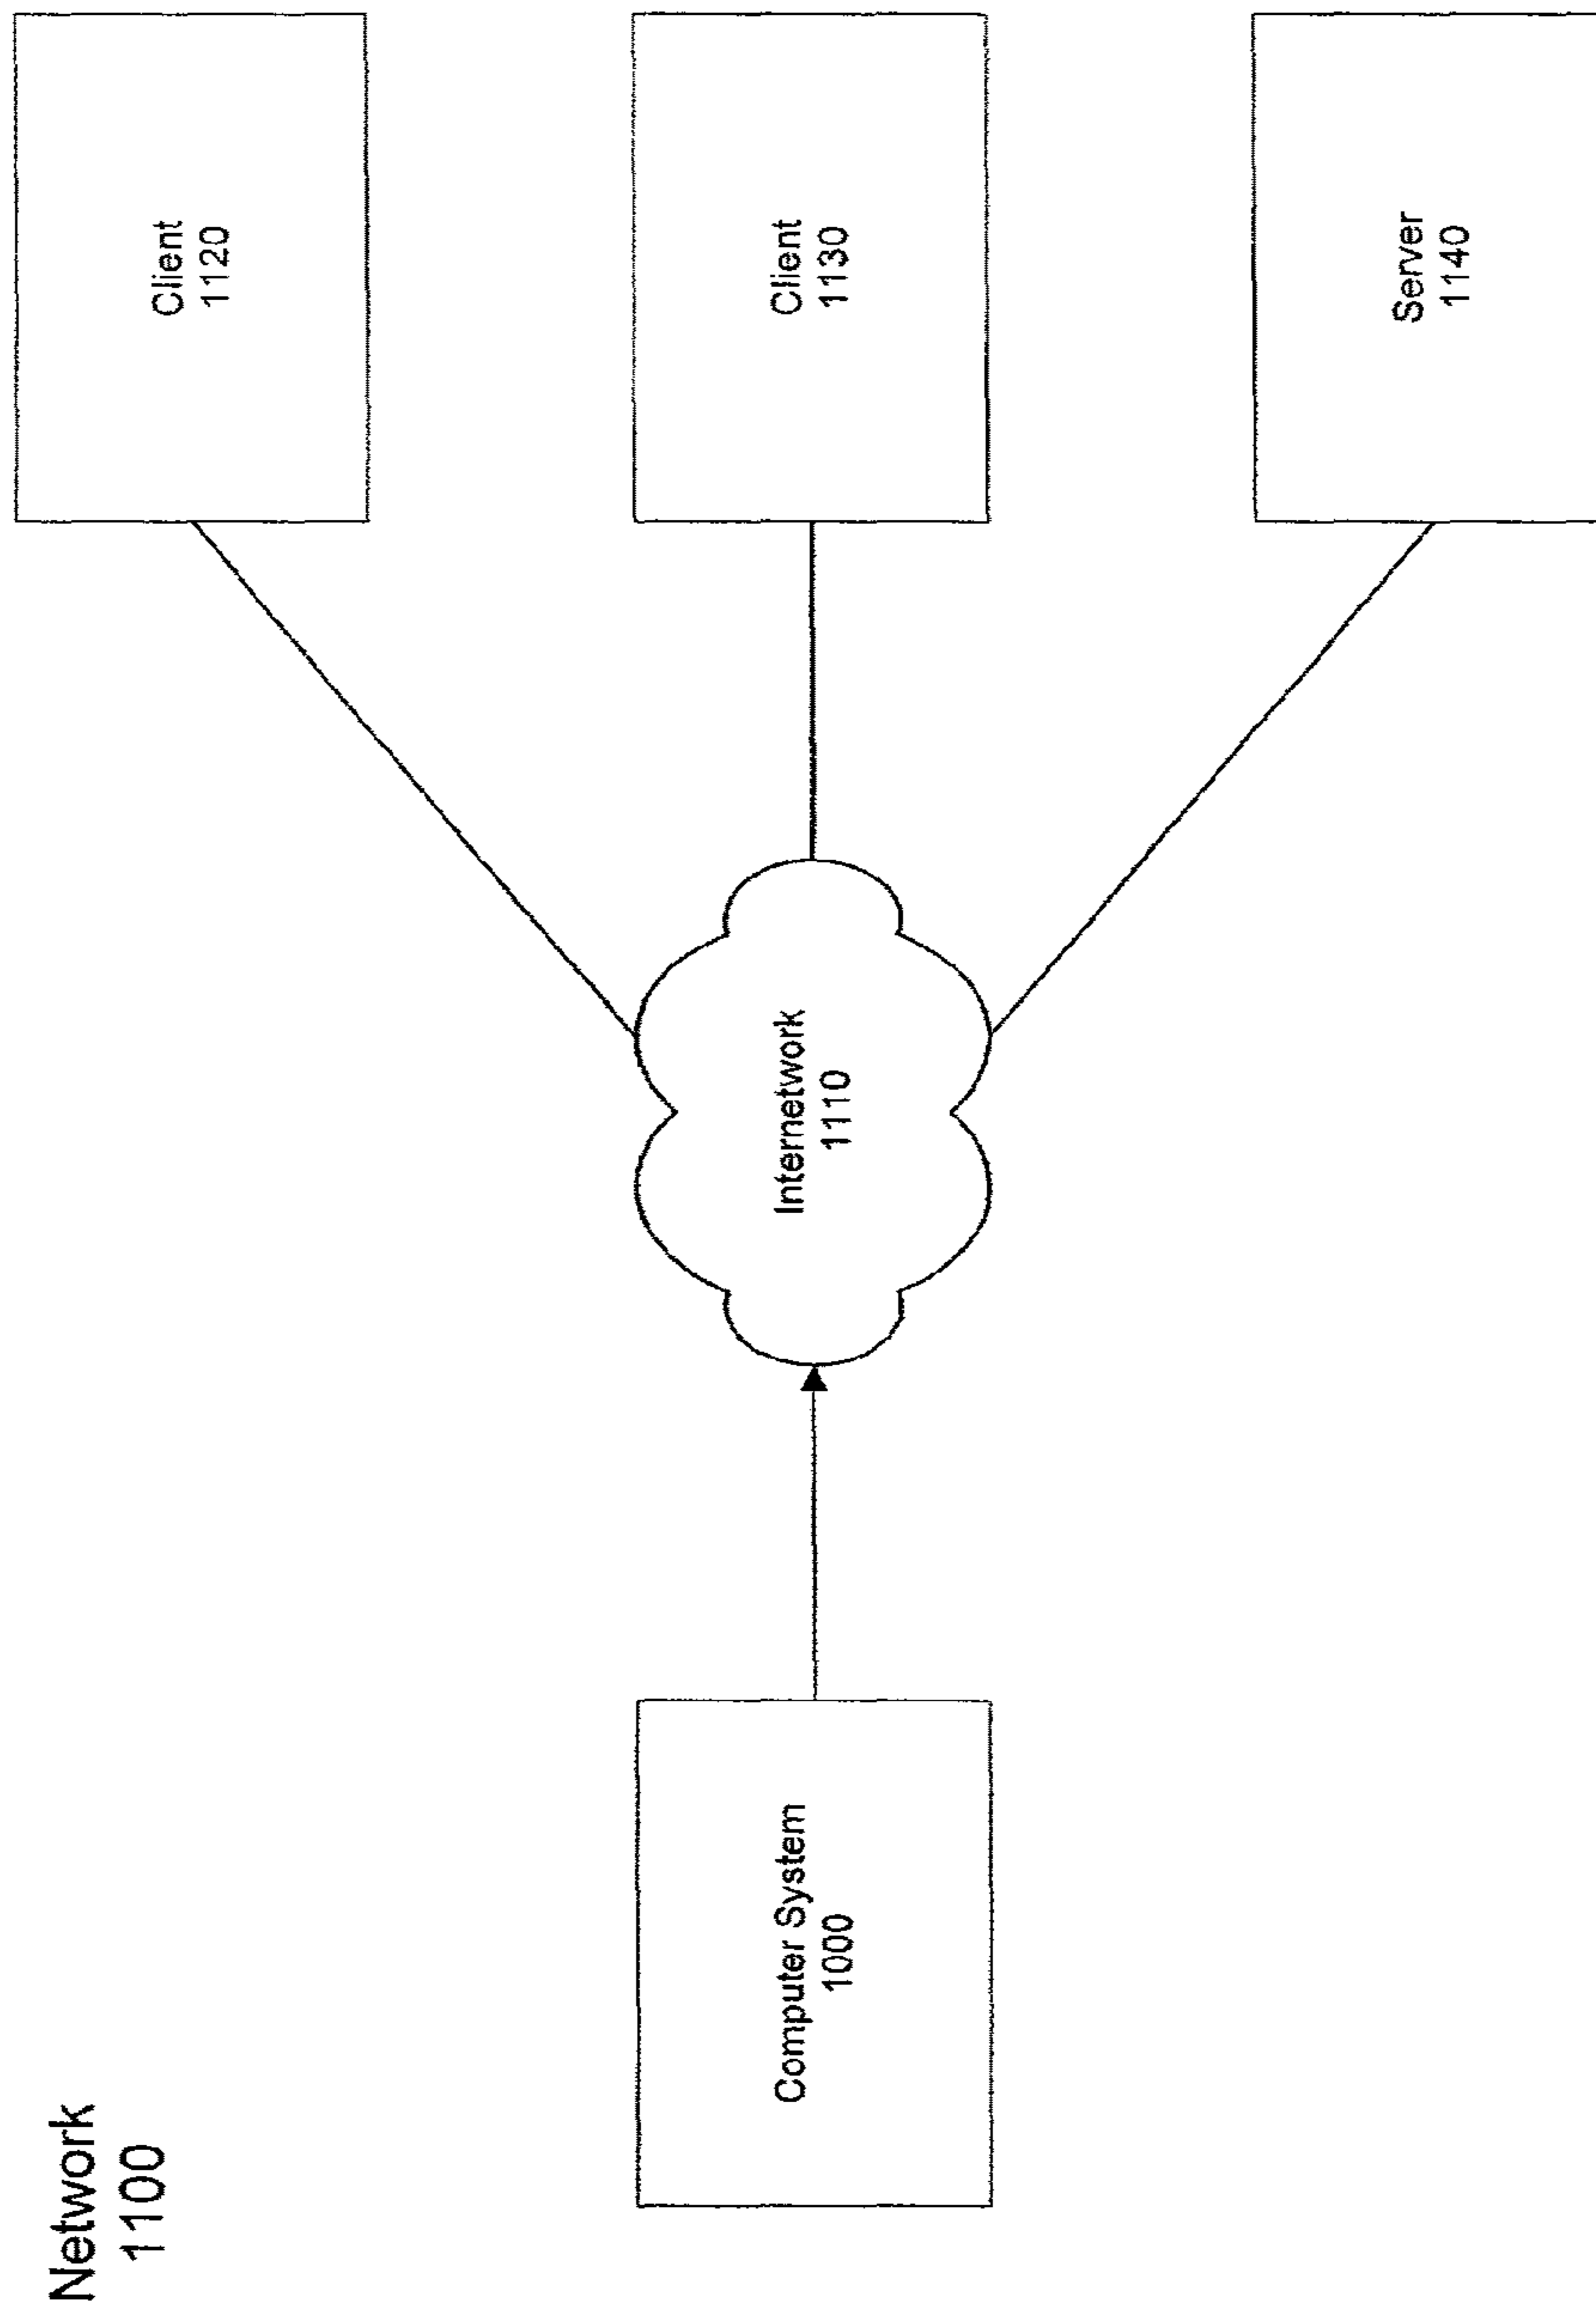 Network
1100
Computer System
1000
Internetwork
1110
Client
1120
Client
1130
Server
1140